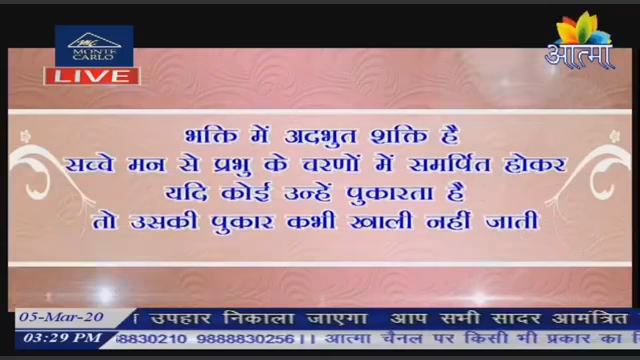 MONTE
CARLO
LIVE
आत्मा
भक्ति में अदभुत शक्ति है
सच्चे मन से प्रभु के चरणों में समर्पित होकर
यदि कोई उन्हें पुकारता है
तो उसकी पुकार कभी खाली नहीं जाती
05-Mar-20
उपहार निकाला जाएगा आप सभी सादर आमंत्रित
03:29 PM
8830210 9888830256 || आत्मा चैनल पर किसी भी प्रकार का